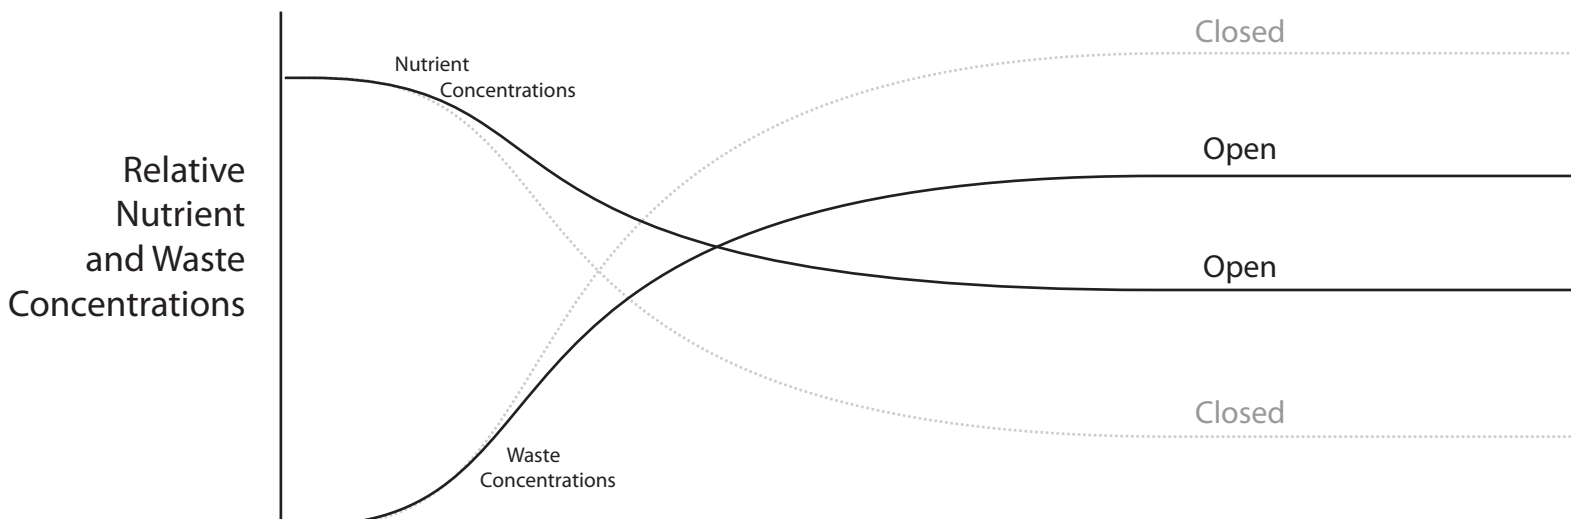 Closed
Nutrient
Concentrations
Open
Relative
Nutrient
and Waste
Concentrations
Open
Closed
Waste
Concentrations